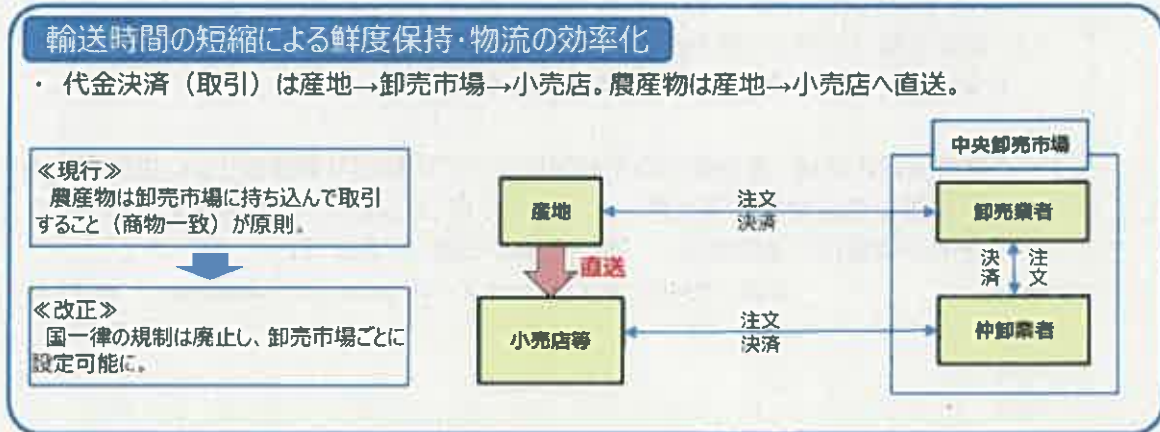 輸送時間の短縮による鮮度保持・物流の効率化
・ 代金決済（取引）は産地→卸売市場→小売店。農産物は産地→小売店へ直送。
≪現行≫
農産物は卸売市場に持ち込んで取引
すること（商物一致）が原則。
≪改正≫
国一律の規制は廃止し、卸売市場ごとに
設定可能に。
中央卸売市場
産地
注文
決済
卸売業者
直送
決済
注文
小売店等
注文
決済
仲卸業者